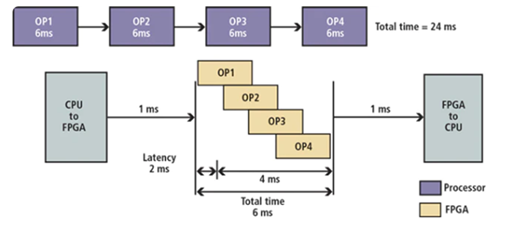 OP1
6ms
OP2
6ms
OP3
6ms
OP4
6ms
Total time = 24 ms
CPU
to
FPGA
1 ms
OP1
OP2
OP3
OP4
1 ms
FPGA
to
CPU
Latency
2 ms
4 ms
Total time
6 ms
Processor
FPGA